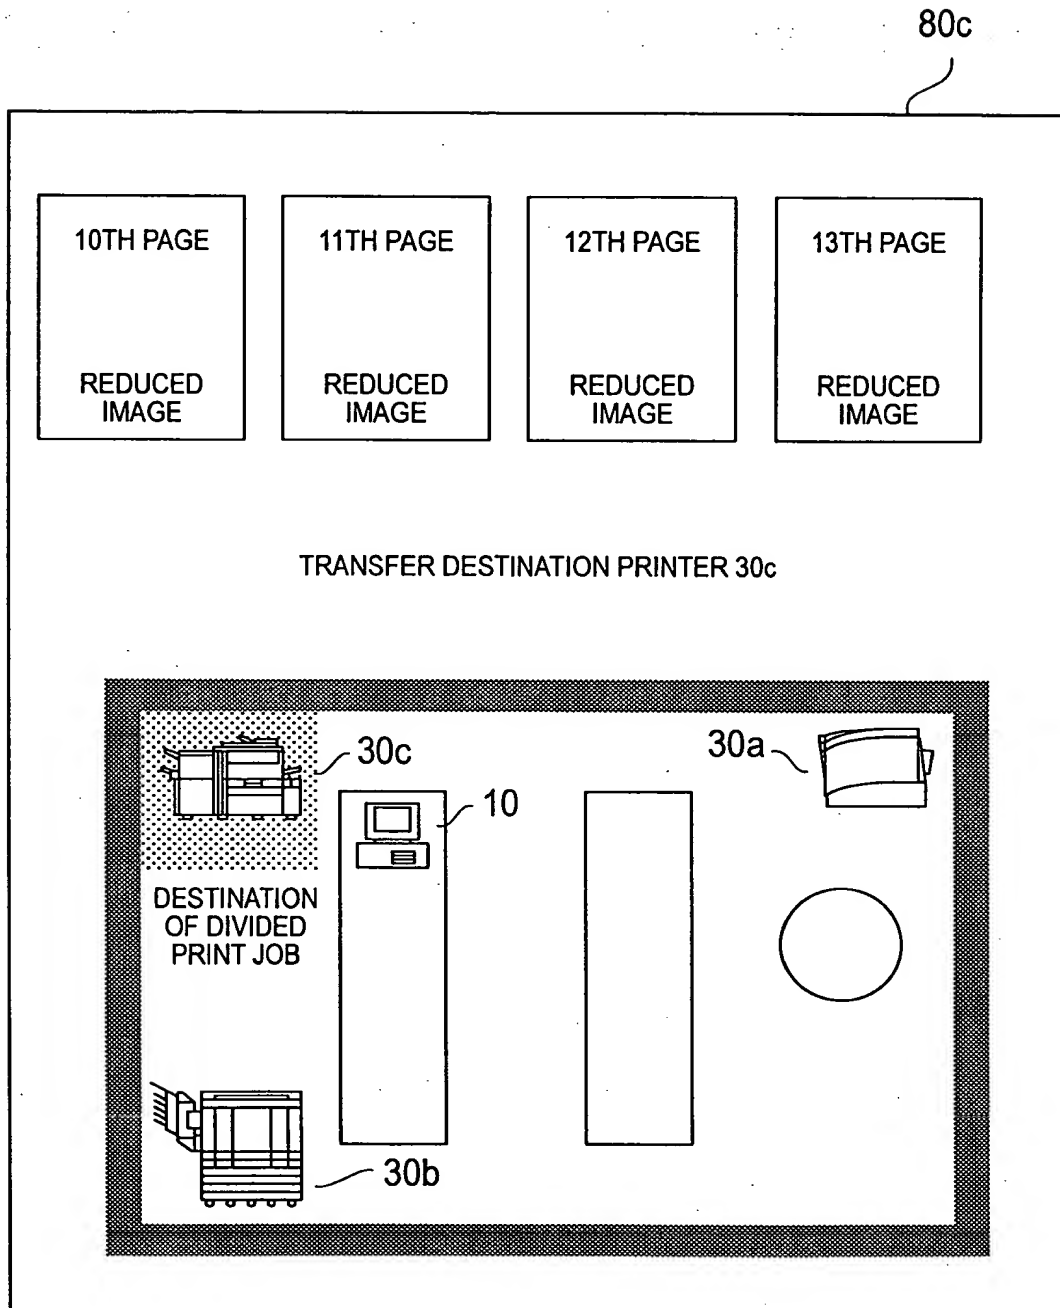 80c
10TH PAGE
REDUCED
IMAGE
11TH PAGE
REDUCED
IMAGE
12TH PAGE
REDUCED
IMAGE
13TH PAGE
REDUCED
IMAGE
TRANSFER DESTINATION PRINTER 30c
30c
30a
10
DESTINATION
OF DIVIDED
PRINT JOB
30b